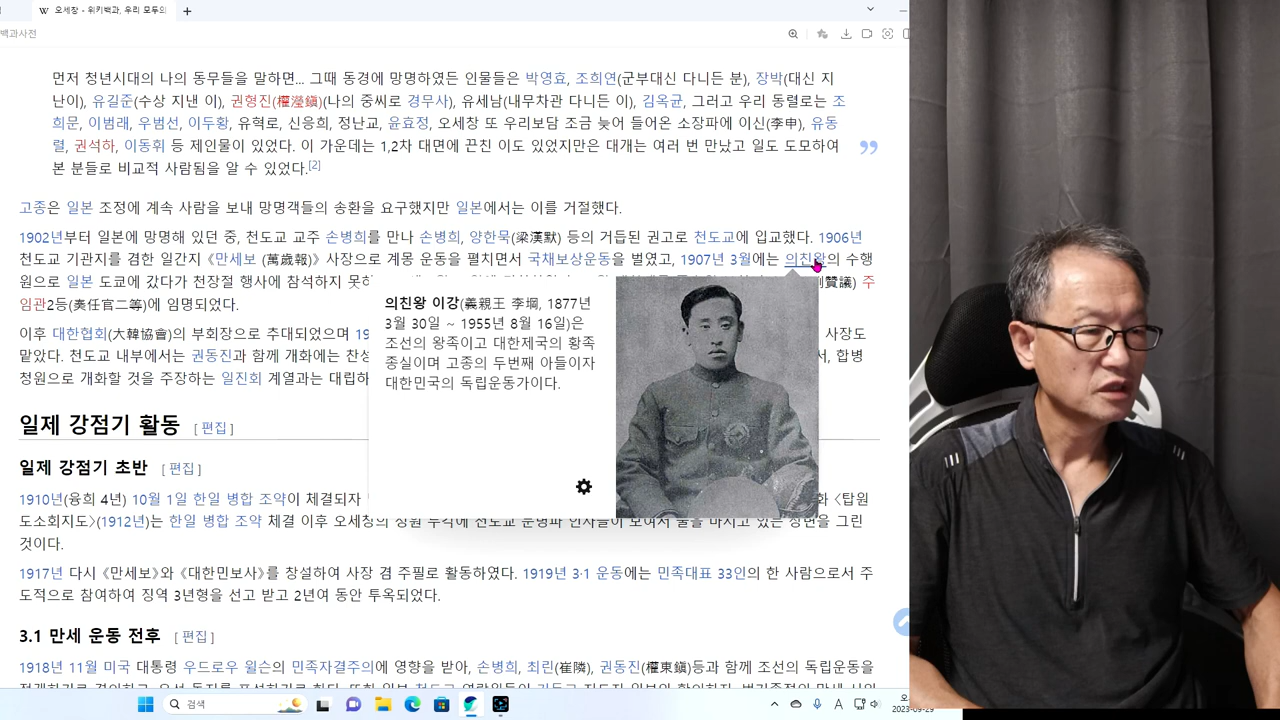 오세창 - 위키백과, 우리 모두의
백과사전
먼저 청년시대의 나의 동무들을 말하면... 그때 동경에 망명하였든 인물들은 박영효, 조희연(군부대신 다니든 분), 장박(대신 지
난이), 유길준(수상 지낸 이), 권형진(權瀅鎭)(나의 중씨로 경무사), 유세남(내무차관 다니든 이), 김옥균, 그러고 우리 동렬로는 조
희문, 이범래, 우범선, 이두황, 유혁로, 신응희, 정난교, 윤효정, 오세창 또 우리보담 조금 늦어 들어온 소장파에 이신(李申), 유동
렬, 권석하, 이동휘 등 제인물이 있었다. 이 가운데는 1,2차 대면에 끈친 이도 있었지만은 대개는 여러 번 만났고 일도 도모하여
본 분들로 비교적 사람됨을 알 수 있었다.[2]
고종은 일본 조정에 계속 사람을 보내 망명객들의 송환을 요구했지만 일본에서는 이를 거절했다.
1902년부터 일본에 망명해 있던 중, 천도교 교주 손병희를 만나 손병희, 양한묵(梁漢默) 등의 거듭된 권고로 천도교에 입교했다. 1906년
천도교 기관지를 겸한 일간지 《만세보 (萬歲報)》 사장으로 계몽 운동을 펼치면서 국채보상운동을 벌였고, 1907년 3월에는 의친왕의 수행
원으로 일본 도쿄에 갔다가 천장절 행사에 참석하지 못하
贊議) 주
임관2등(奏任官二等)에 임명되었다.
이후 대한협회(大韓協會)의 부회장으로 추대되었으며 19
사장도
맡았다. 천도교 내부에서는 권동진과 함께 개화에는 찬성
서, 합병
청원으로 개화할 것을 주장하는 일진회 계열과는 대립하
의친왕 이강(義親王 李堈, 1877년
3월 30일 ~ 1955년 8월 16일)은
조선의 왕족이고 대한제국의 황족
종실이며 고종의 두번째 아들이자
대한민국의 독립운동가이다.
일제 강점기 활동 [편집]
일제 강점기 초반 [편집]
1910년(융희 4년) 10월 1일 한일 병합 조약이 체결되자
화 〈탑원
도소회지도〉(1912년)는 한일 병합 조약 체결 이후 오세창의 정원 누각에 천도교 운영파 인사들이 모여서 술을 마시고 있는 장면을 그린
것이다.
1917년 다시 《만세보》와 《대한민보사》를 창설하여 사장 겸 주필로 활동하였다. 1919년 3·1 운동에는 민족대표 33인의 한 사람으로서 주
도적으로 참여하여 징역 3년형을 선고 받고 2년여 동안 투옥되었다.
3.1 만세 운동 전후 [편집]
1918년 11월 미국 대통령 우드로우 윌슨의 민족자결주의에 영향을 받아, 손병희, 최린(崔隣), 권동진(權東鎭)등과 함께 조선의 독립운동을
검색
A
오
2023-09-29